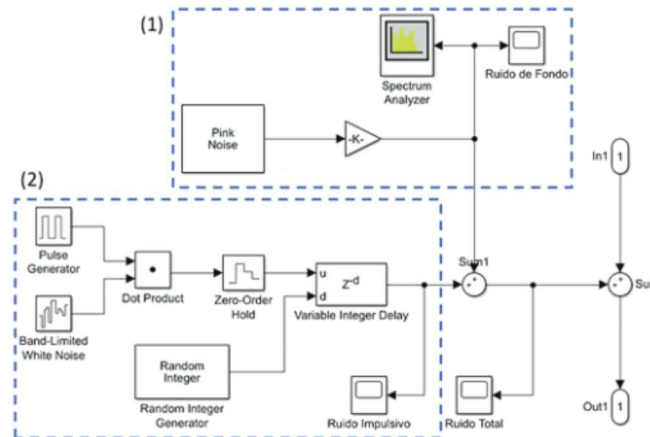 (1)
Spectrum
Analyzer
Ruido de Fondo
Pink
Noise
-K-
In1
1
(2)
Pulse
Generator
Dot Product
Zero-Order
Hold
u
d
Z-d
Variable Integer Delay
Sum1
Su
Band-Limited
White Noise
Random
Integer
Random Integer
Generator
Ruido Impulsivo
Ruido Total
Out1
1